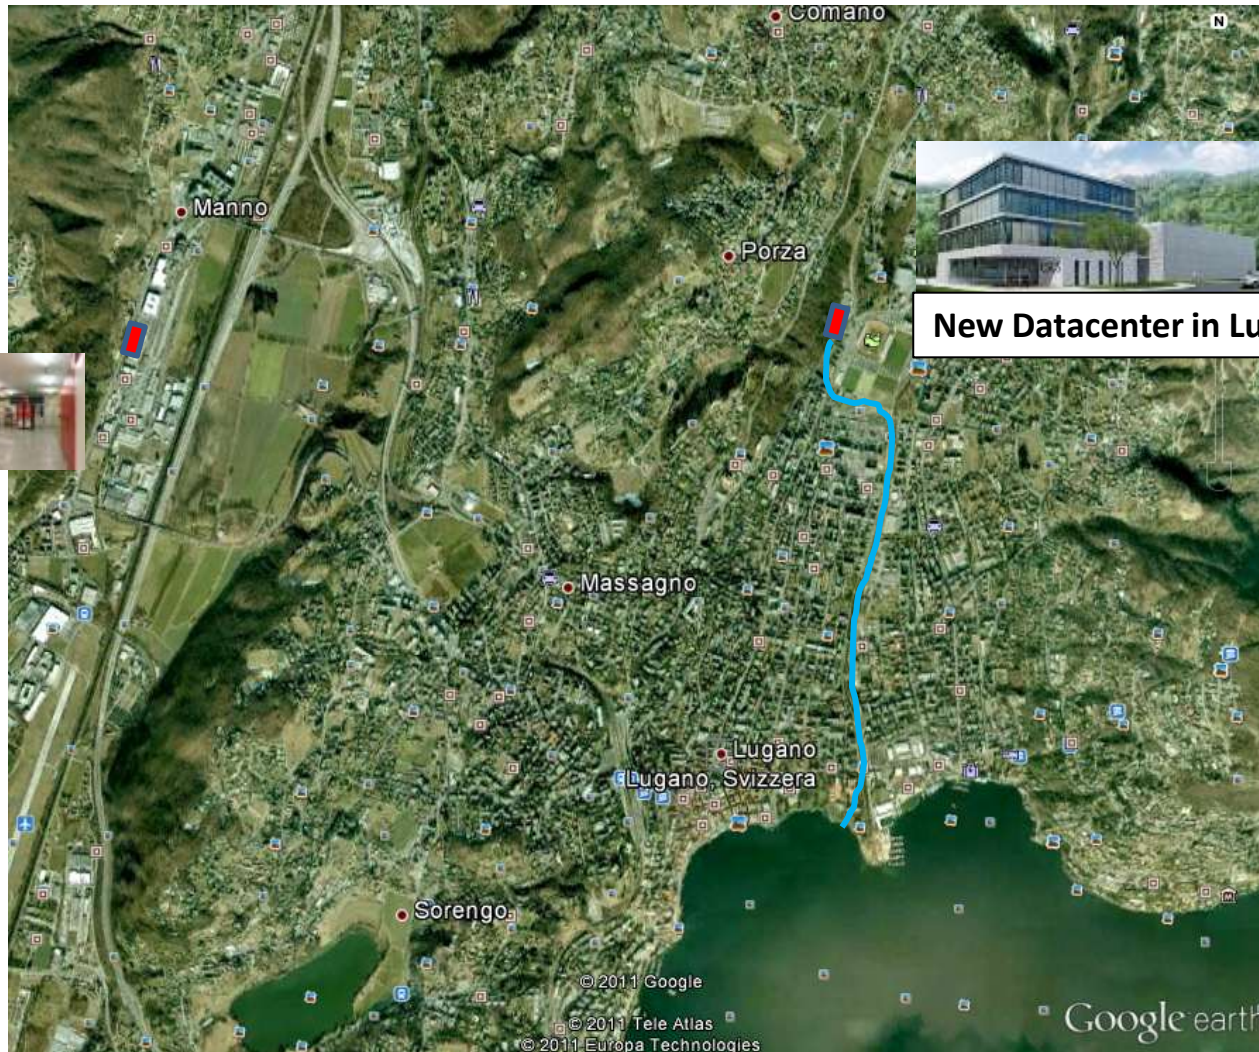 Comano
N
Manno
Porza
New Datacenter in Lu
Massagno
Lugano
Lugano, Svizzera
Sorengo
© 2011 Google
© 2011 Tele Atlas
© 2011 Europa Technologies
Google earth